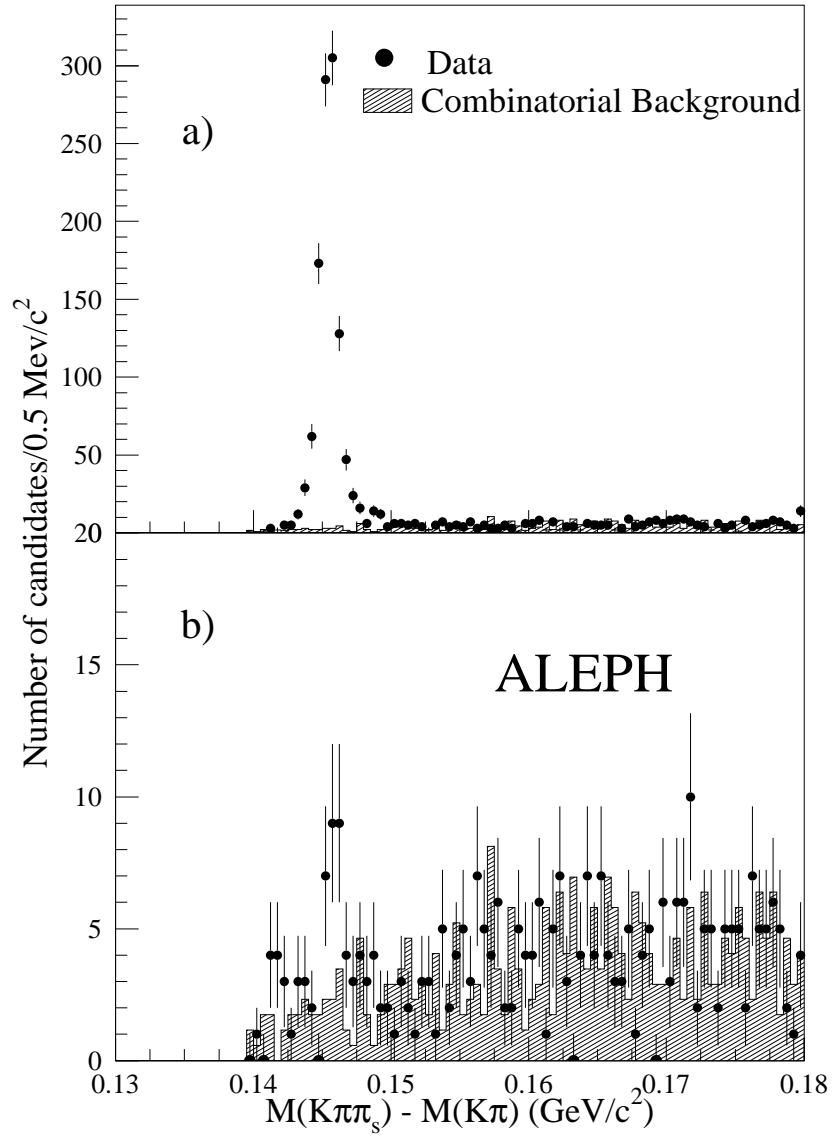 300
250
200
150
100
50
20
Data
Combinatorial Background
a)
Number of candidates/0.5 Mev/c²
15
10
5
0
b)
ALEPH
0.13 0.14 0.15 0.16 0.17 0.18
M(Kππₛ) - M(Kπ) (GeV/c²)